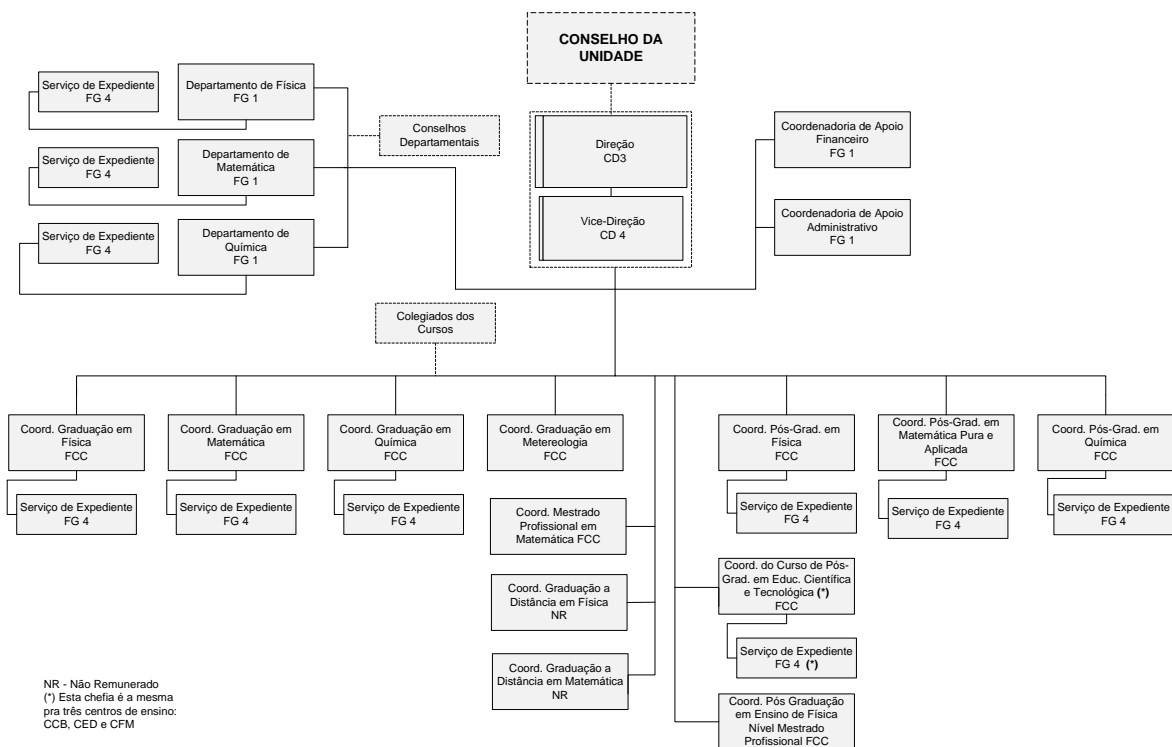 CONSELHO DA
UNIDADE
Serviço de Expediente
FG 4
Departamento de Física
FG 1
Conselhos
Departamentais
Direção
CD3
Coordenadoria de Apoio
Financeiro
FG 1
Serviço de Expediente
FG 4
Departamento de
Matemática
FG 1
Vice-Direção
CD 4
Coordenadoria de Apoio
Administrativo
FG 1
Serviço de Expediente
FG 4
Departamento de
Química
FG 1
Colegiados dos
Cursos
Coord. Graduação em
Física
FCC
Coord. Graduação em
Matemática
FCC
Coord. Graduação em
Química
FCC
Coord. Graduação em
Metereologia
FCC
Coord. Pós-Grad. em
Física
FCC
Coord. Pós-Grad. em
Matemática Pura e
Aplicada
FCC
Coord. Pós-Grad. em
Química
FCC
Serviço de Expediente
FG 4
Serviço de Expediente
FG 4
Serviço de Expediente
FG 4
Coord. Mestrado
Profissional em
Matemática FCC
Serviço de Expediente
FG 4
Serviço de Expediente
FG 4
Serviço de Expediente
FG 4
Coord. Graduação a
Distância em Física
NR
Coord. do Curso de Pós-
Grad. em Educ. Científica
e Tecnológica (*)
FCC
Serviço de Expediente
FG 4 (*)
Coord. Graduação a
Distância em Matemática
NR
Coord. Pós Graduação
em Ensino de Física
Nível Mestrado
Profissional FCC
NR - Não Remunerado
(*) Esta chefia é a mesma
pra três centros de ensino:
CCB, CED e CFM